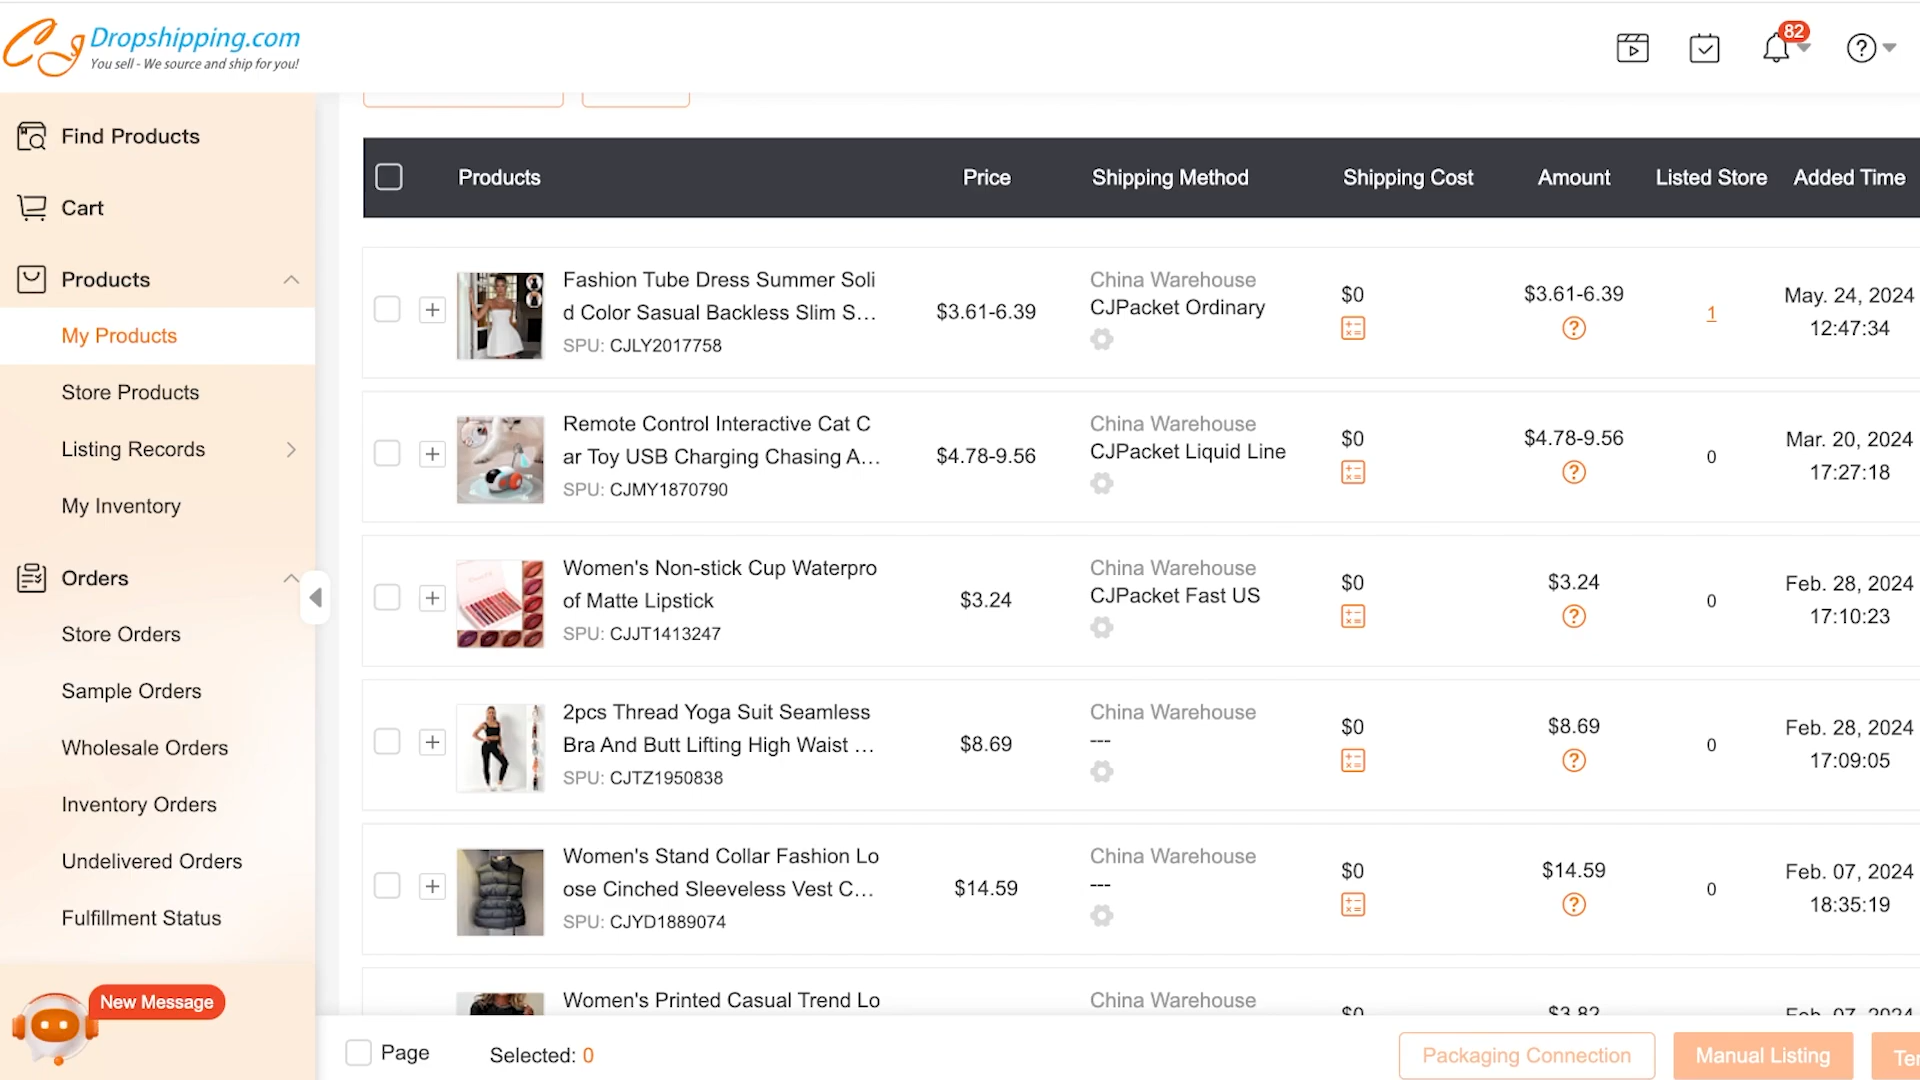 CJ Dropshipping.com
You sell - We source and ship for you!
82
Find Products
Cart
Products
My Products
Store Products
Listing Records
My Inventory
Orders
Store Orders
Sample Orders
Wholesale Orders
Inventory Orders
Undelivered Orders
Fulfillment Status
New Message
Products Price Shipping Method Shipping Cost Amount Listed Store Added Time
Fashion Tube Dress Summer Soli
d Color Sasual Backless Slim S...
SPU: CJLY2017758
$3.61-6.39
China Warehouse
CJPacket Ordinary
$0
$3.61-6.39
1
May. 24, 2024
12:47:34
Remote Control Interactive Cat C
ar Toy USB Charging Chasing A...
SPU: CJMY1870790
$4.78-9.56
China Warehouse
CJPacket Liquid Line
$0
$4.78-9.56
0
Mar. 20, 2024
17:27:18
Women's Non-stick Cup Waterpro
of Matte Lipstick
SPU: CJJT1413247
$3.24
China Warehouse
CJPacket Fast US
$0
$3.24
0
Feb. 28, 2024
17:10:23
2pcs Thread Yoga Suit Seamless
Bra And Butt Lifting High Waist ...
SPU: CJTZ1950838
$8.69
China Warehouse
---
$0
$8.69
0
Feb. 28, 2024
17:09:05
Women's Stand Collar Fashion Lo
ose Cinched Sleeveless Vest C...
SPU: CJYD1889074
$14.59
China Warehouse
---
$0
$14.59
0
Feb. 07, 2024
18:35:19
Women's Printed Casual Trend Lo
China Warehouse
$0
$3.82
Feb. 07, 2024
Page
Selected: 0
Packaging Connection
Manual Listing